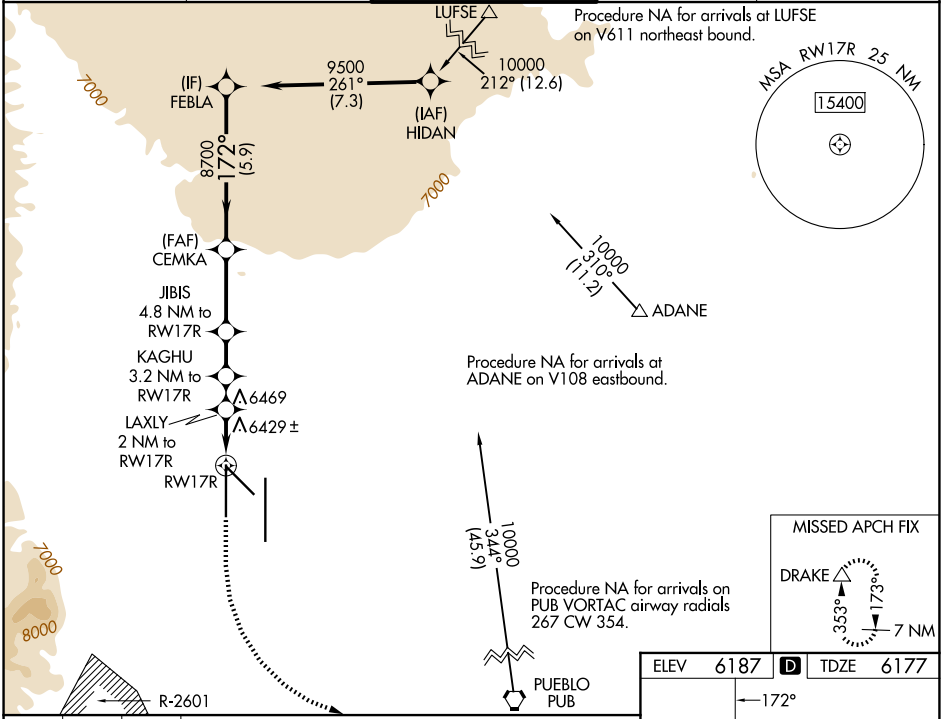 LUFSE
Procedure NA for arrivals at LUFSE
on V611 northeast bound.
MSA RW17R 25 NM
15400
7000
(IF)
FEBLA
9500
261°
(7.3)
10000
212° (12.6)
(IAF)
HIDAN
8700
172°
(5.9)
7000
(FAF)
CEMKA
10000
310°
(11.2)
ADANE
JIBIS
4.8 NM to
RW17R
KAGHU
3.2 NM to
RW17R
Procedure NA for arrivals at
ADANE on V108 eastbound.
6469
LAXLY
2 NM to
RW17R
6429 ±
RW17R
10000
344°
(45.9)
7000
8000
MISSED APCH FIX
DRAKE
353°
173°
7 NM
Procedure NA for arrivals on
PUB VORTAC airway radials
267 CW 354.
R-2601
PUEBLO
PUB
ELEV 6187 D TDZE 6177
172°